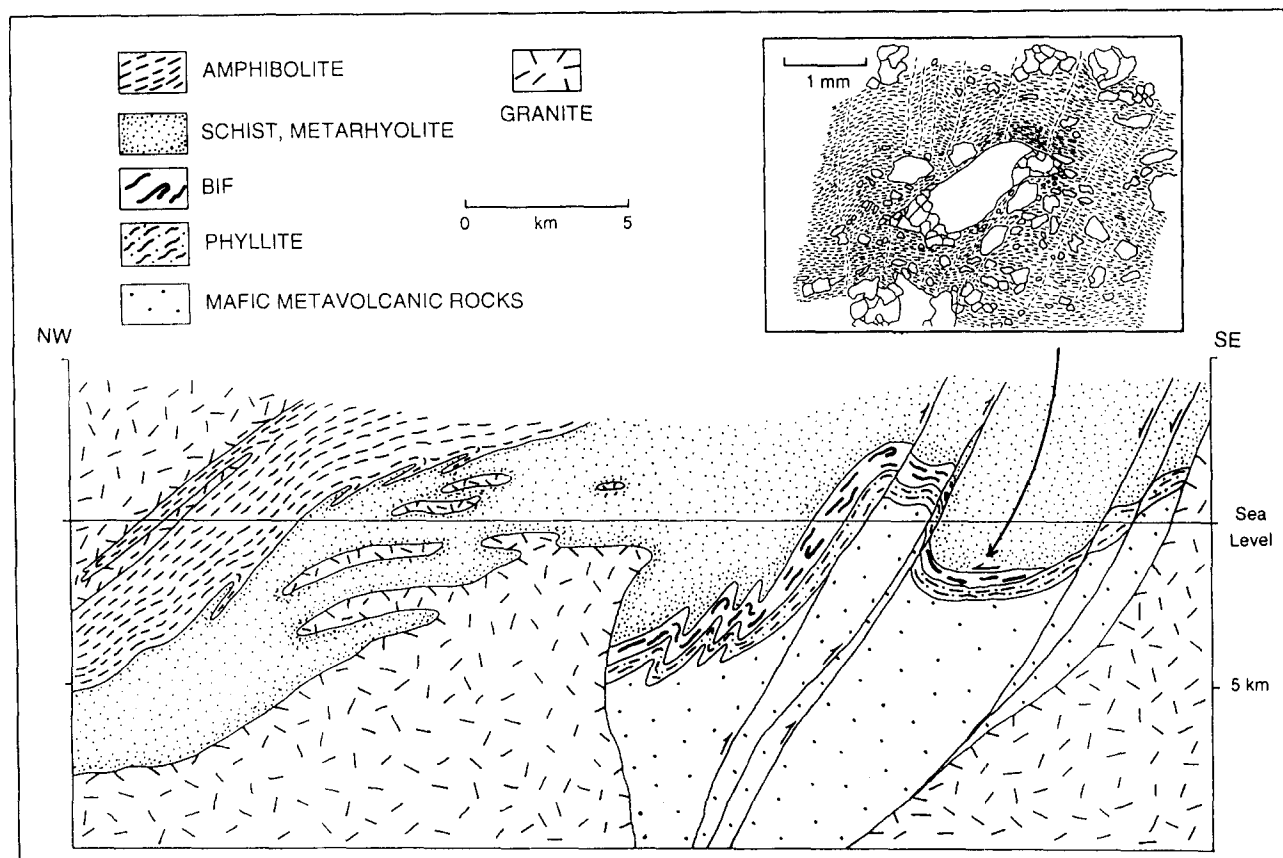 AMPHIBOLITE
SCHIST, METARHYOLITE
BIF
PHYLLITE
MAFIC METAVOLCANIC ROCKS
GRANITE
0 km 5
1 mm
NW
SE
Sea
Level
5 km